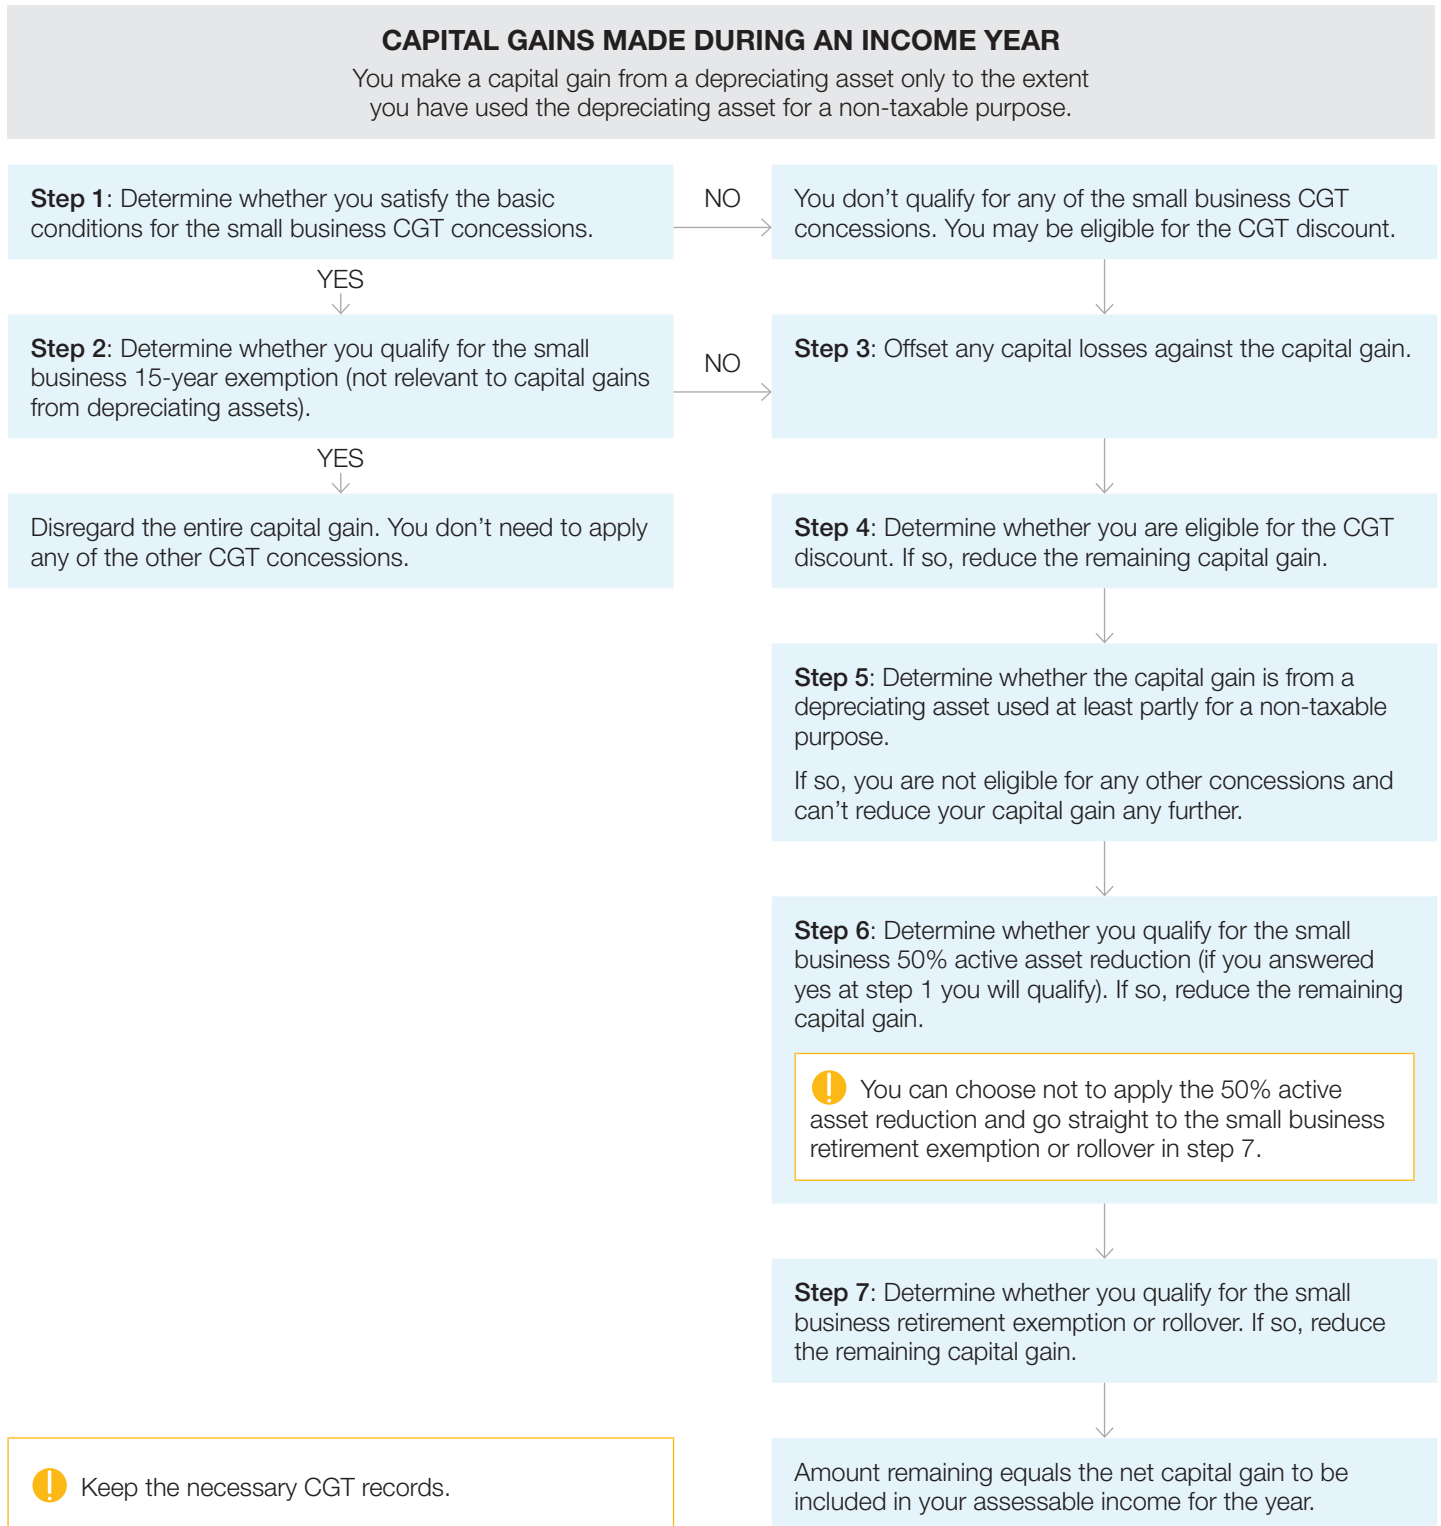 CAPITAL GAINS MADE DURING AN INCOME YEAR
You make a capital gain from a depreciating asset only to the extent
you have used the depreciating asset for a non-taxable purpose.
Step 1: Determine whether you satisfy the basic
conditions for the small business CGT concessions.
NO
You don’t qualify for any of the small business CGT
concessions. You may be eligible for the CGT discount.
YES
Step 2: Determine whether you qualify for the small
business 15-year exemption (not relevant to capital gains
from depreciating assets).
NO
Step 3: Offset any capital losses against the capital gain.
YES
Disregard the entire capital gain. You don’t need to apply
any of the other CGT concessions.
Step 4: Determine whether you are eligible for the CGT
discount. If so, reduce the remaining capital gain.
Step 5: Determine whether the capital gain is from a
depreciating asset used at least partly for a non-taxable
purpose.
If so, you are not eligible for any other concessions and
can’t reduce your capital gain any further.
Step 6: Determine whether you qualify for the small
business 50% active asset reduction (if you answered
yes at step 1 you will qualify). If so, reduce the remaining
capital gain.
You can choose not to apply the 50% active
asset reduction and go straight to the small business
retirement exemption or rollover in step 7.
Step 7: Determine whether you qualify for the small
business retirement exemption or rollover. If so, reduce
the remaining capital gain.
Keep the necessary CGT records.
Amount remaining equals the net capital gain to be
included in your assessable income for the year.